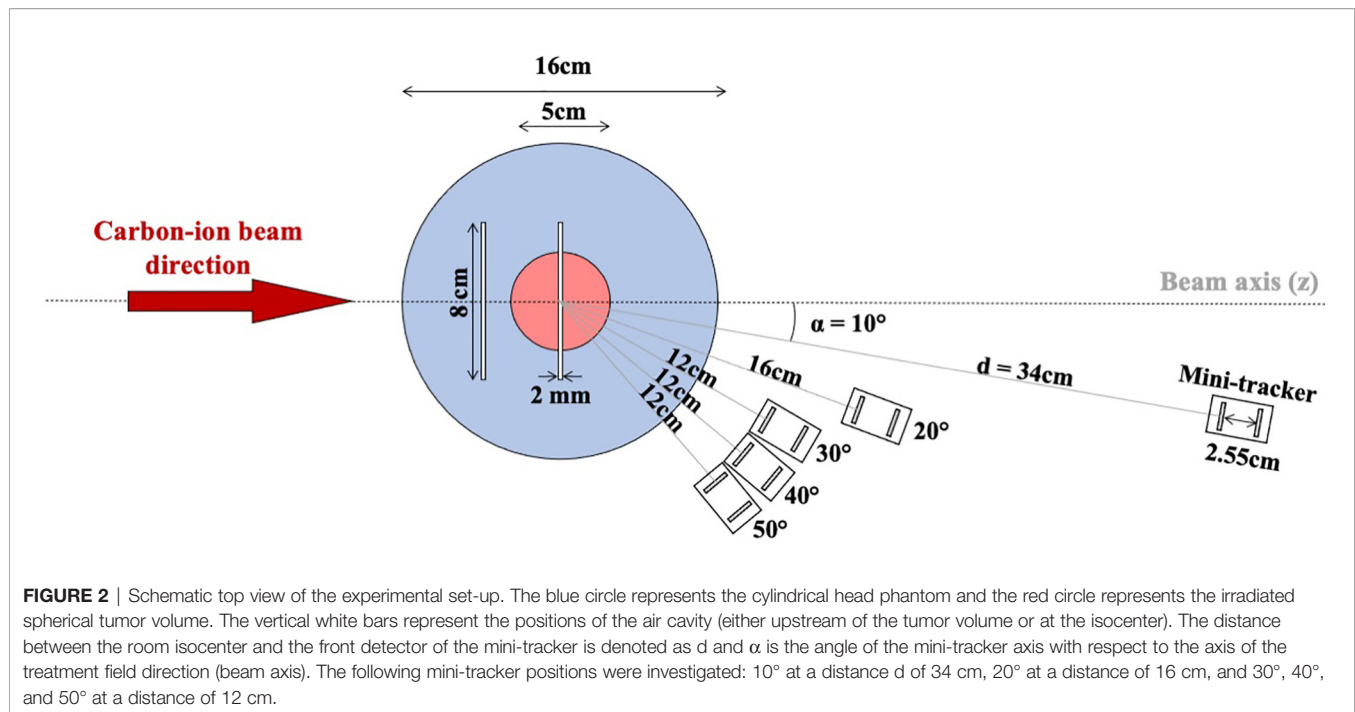 16cm
5cm
Carbon-ion beam
direction
8 cm
Beam axis (z)
α = 10°
12cm
12cm
12cm
16cm
d = 34cm
Mini-tracker
2 mm
20°
30°
2.55cm
40°
50°
FIGURE 2 | Schematic top view of the experimental set-up. The blue circle represents the cylindrical head phantom and the red circle represents the irradiated
spherical tumor volume. The vertical white bars represent the positions of the air cavity (either upstream of the tumor volume or at the isocenter). The distance
between the room isocenter and the front detector of the mini-tracker is denoted as d and α is the angle of the mini-tracker axis with respect to the axis of the
treatment field direction (beam axis). The following mini-tracker positions were investigated: 10° at a distance d of 34 cm, 20° at a distance of 16 cm, and 30°, 40°,
and 50° at a distance of 12 cm.